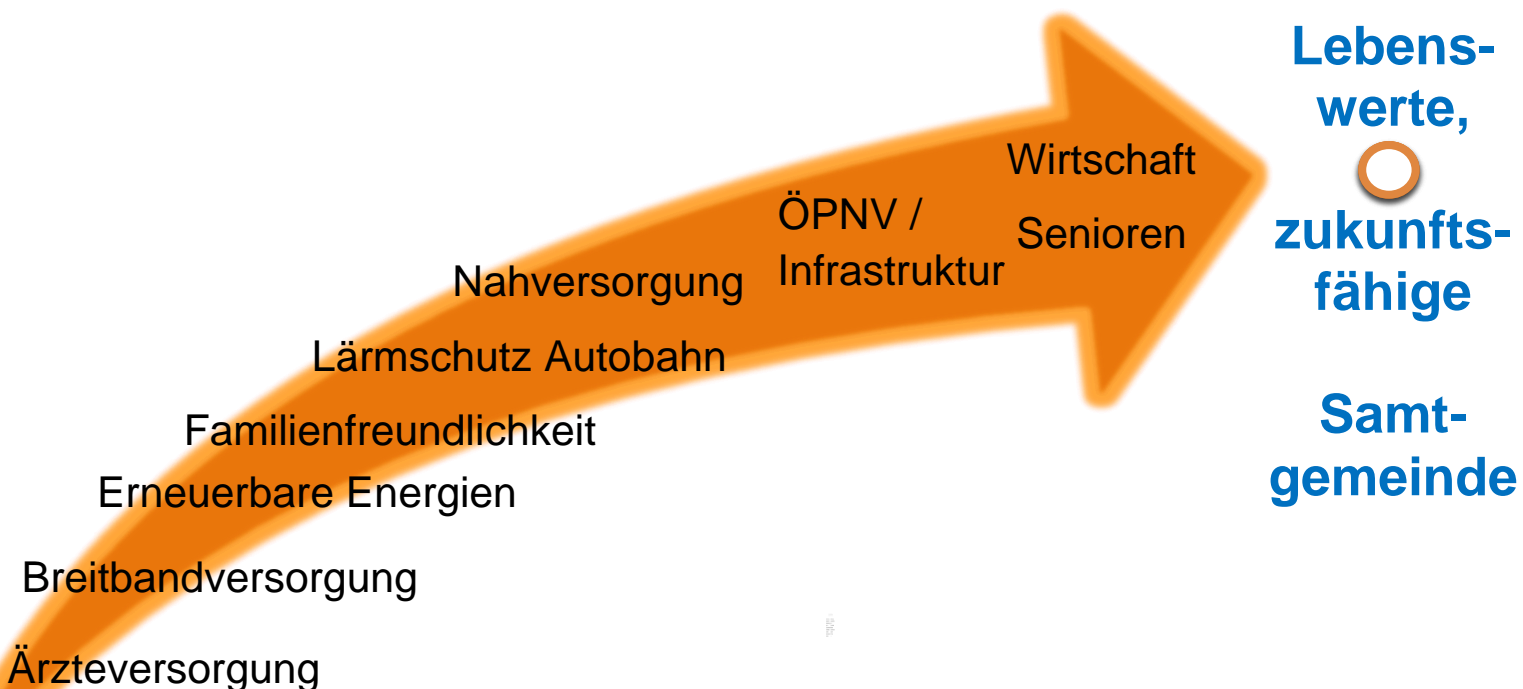 Lebens-
werte,
zukunfts-
fähige
Samt-
gemeinde
Wirtschaft
Senioren
ÖPNV /
Infrastruktur
Nahversorgung
Lärmschutz Autobahn
Familienfreundlichkeit
Erneuerbare Energien
Breitbandversorgung
Ärzteversorgung